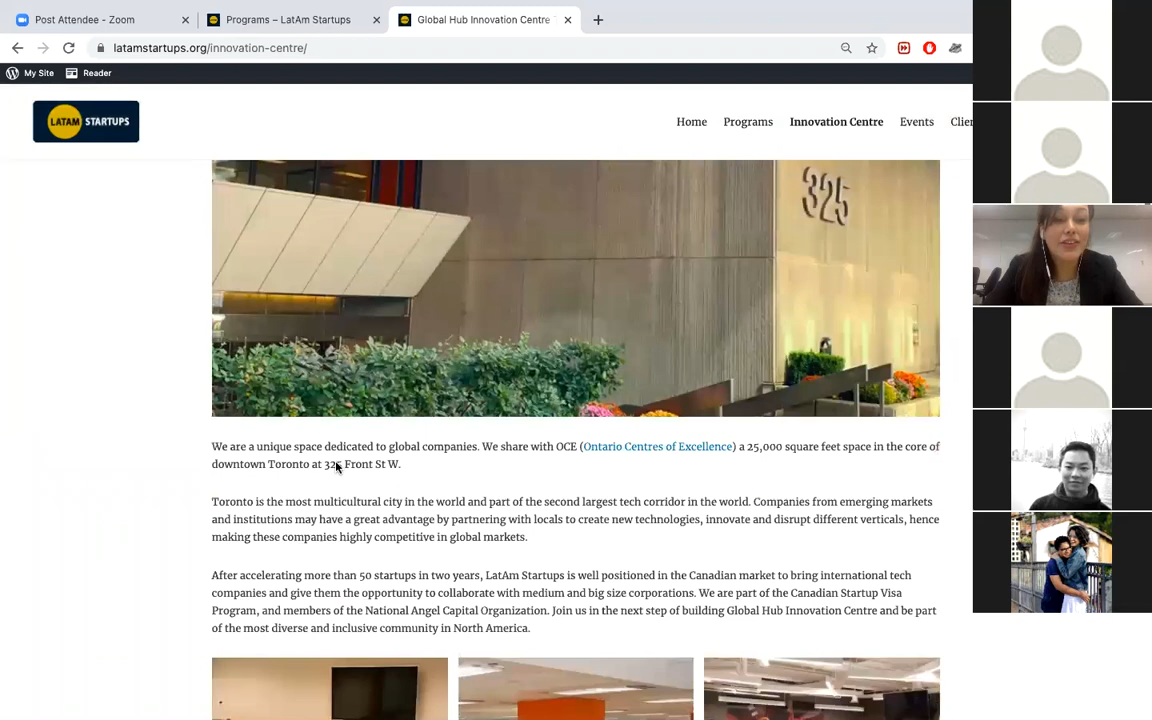 Post Attendee - Zoom
Programs – LatAm Startups
Global Hub Innovation Centre
latamstartups.org/innovation-centre/
My Site
Reader
LATAM STARTUPS
Home
Programs
Innovation Centre
Events
325
We are a unique space dedicated to global companies. We share with OCE (Ontario Centres of Excellence) a 25,000 square feet space in the core of
downtown Toronto at 325 Front St W.
Toronto is the most multicultural city in the world and part of the second largest tech corridor in the world. Companies from emerging markets
and institutions may have a great advantage by partnering with locals to create new technologies, innovate and disrupt different verticals, hence
making these companies highly competitive in global markets.
After accelerating more than 50 startups in two years, LatAm Startups is well positioned in the Canadian market to bring international tech
companies and give them the opportunity to collaborate with medium and big size corporations. We are part of the Canadian Startup Visa
Program, and members of the National Angel Capital Organization. Join us in the next step of building Global Hub Innovation Centre and be part
of the most diverse and inclusive community in North America.